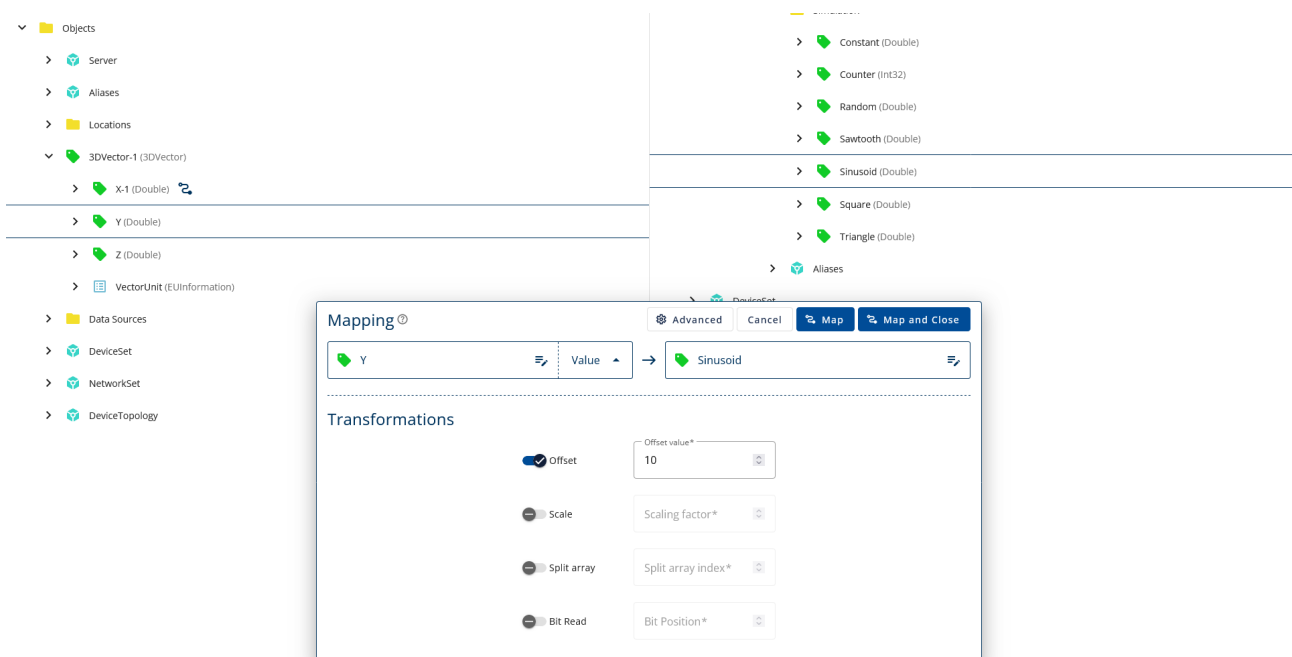 Objects
Server
Aliases
Locations
3DVector-1 (3DVector)
X-1 (Double)
Y (Double)
Z (Double)
VectorUnit (EUInformation)
Data Sources
DeviceSet
NetworkSet
DeviceTopology
Simulation
Constant (Double)
Counter (Int32)
Random (Double)
Sawtooth (Double)
Sinusoid (Double)
Square (Double)
Triangle (Double)
Aliases
DeviceSet
Mapping
Advanced
Cancel
Map
Map and Close
Y
Value
Sinusoid
Transformations
Offset
Offset value*
10
Scale
Scaling factor*
Split array
Split array index*
Bit Read
Bit Position*